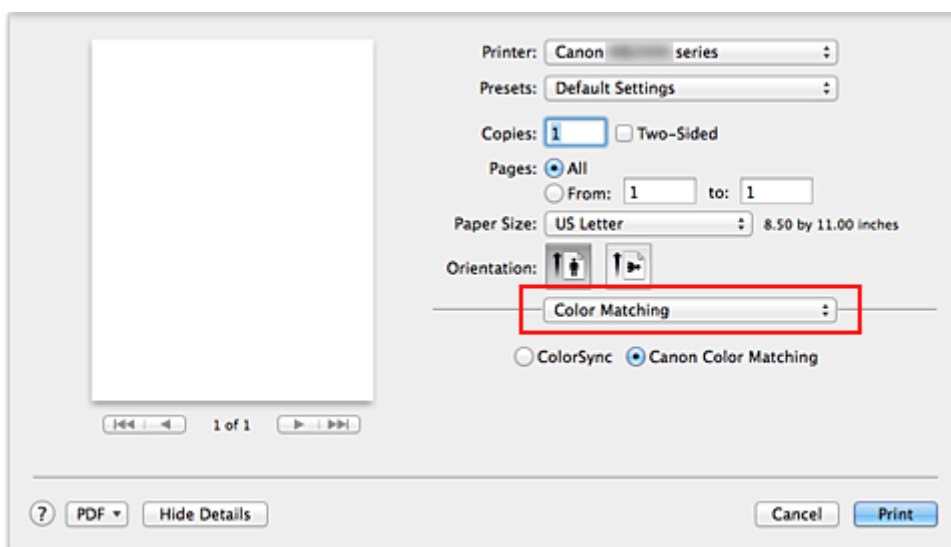 Printer: Canon series
Presets: Default Settings
Copies: 1 Two-Sided
Pages: All
From: 1 to: 1
Paper Size: US Letter 8.50 by 11.00 inches
Orientation:
Color Matching
ColorSync Canon Color Matching
1 of 1
? PDF Hide Details Cancel Print